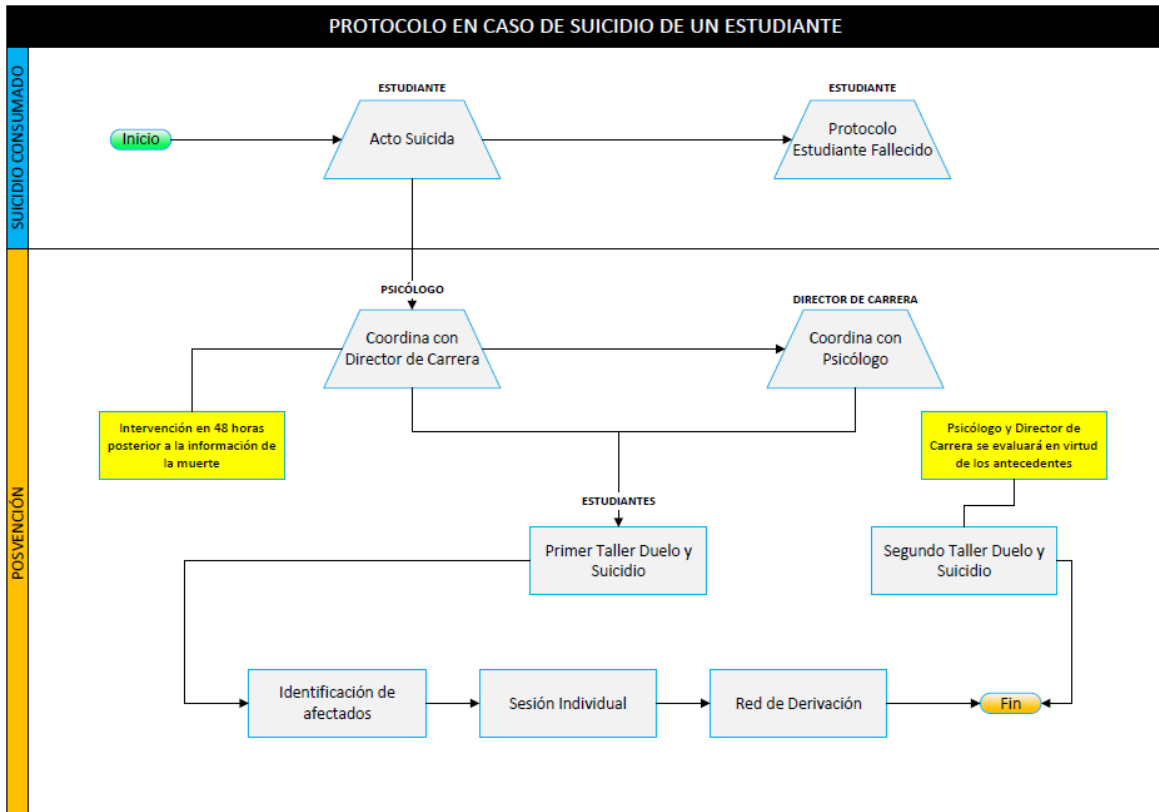 PROTOCOLO EN CASO DE SUICIDIO DE UN ESTUDIANTE
SUICIDIO CONSUMADO
ESTUDIANTE
ESTUDIANTE
Inicio
Acto Suicida
Protocolo
Estudiante Fallecido
POSVENCIÓN
PSICÓLOGO
DIRECTOR DE CARRERA
Coordina con
Director de Carrera
Coordina con
Psicólogo
Intervención en 48 horas
posterior a la información de
la muerte
Psicólogo y Director de
Carrera se evaluará en virtud
de los antecedentes
ESTUDIANTES
Primer Taller Duelo y
Suicidio
Segundo Taller Duelo y
Suicidio
Identificación de
afectados
Sesión Individual
Red de Derivación
Fin